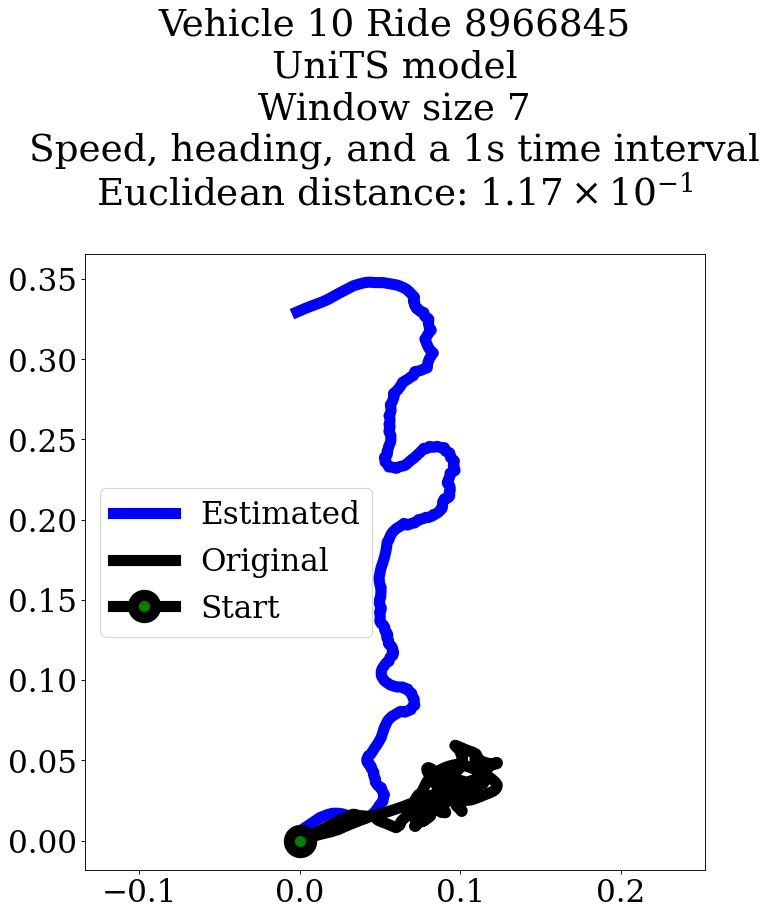 Vehicle 10 Ride 8966845
UniTS model
Window size 7
Speed, heading, and a 1s time interval
Euclidean distance: 1.17 × 10⁻¹
0.35
0.30
0.25
0.20
0.15
0.10
0.05
0.00
Estimated
Original
Start
−0.1 0.0 0.1 0.2